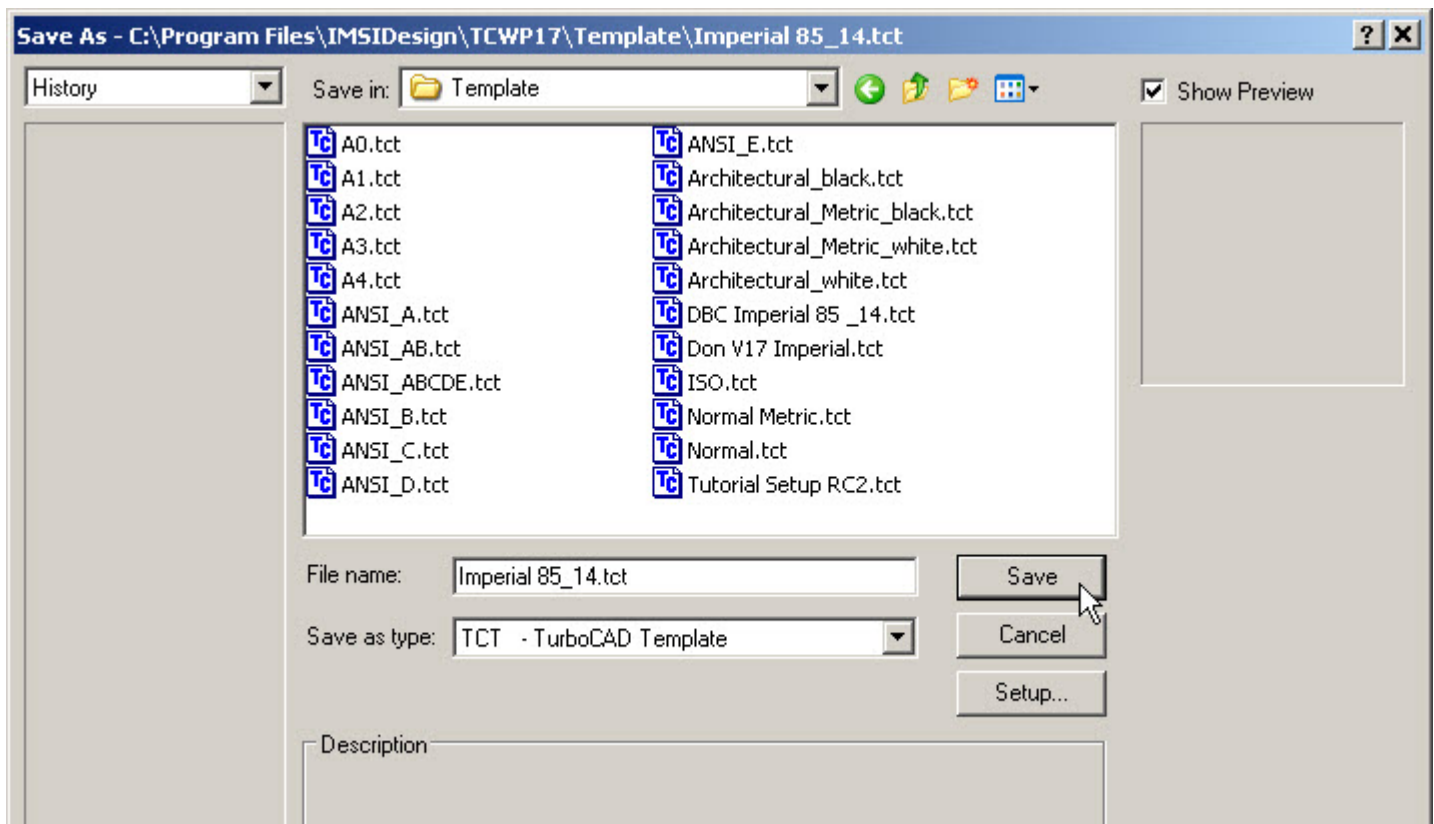 Save As - C:\Program Files\IMSIDesign\TCWP17\Template\Imperial 85_14.tct
History
Save in:
Template
Show Preview
A0.tct
A1.tct
A2.tct
A3.tct
A4.tct
ANSI_A.tct
ANSI_AB.tct
ANSI_ABCDE.tct
ANSI_B.tct
ANSI_C.tct
ANSI_D.tct
ANSI_E.tct
Architectural_black.tct
Architectural_Metric_black.tct
Architectural_Metric_white.tct
Architectural_white.tct
DBC Imperial 85 _14.tct
Don V17 Imperial.tct
ISO.tct
Normal Metric.tct
Normal.tct
Tutorial Setup RC2.tct
File name:
Imperial 85_14.tct
Save
Save as type:
TCT - TurboCAD Template
Cancel
Setup...
Description